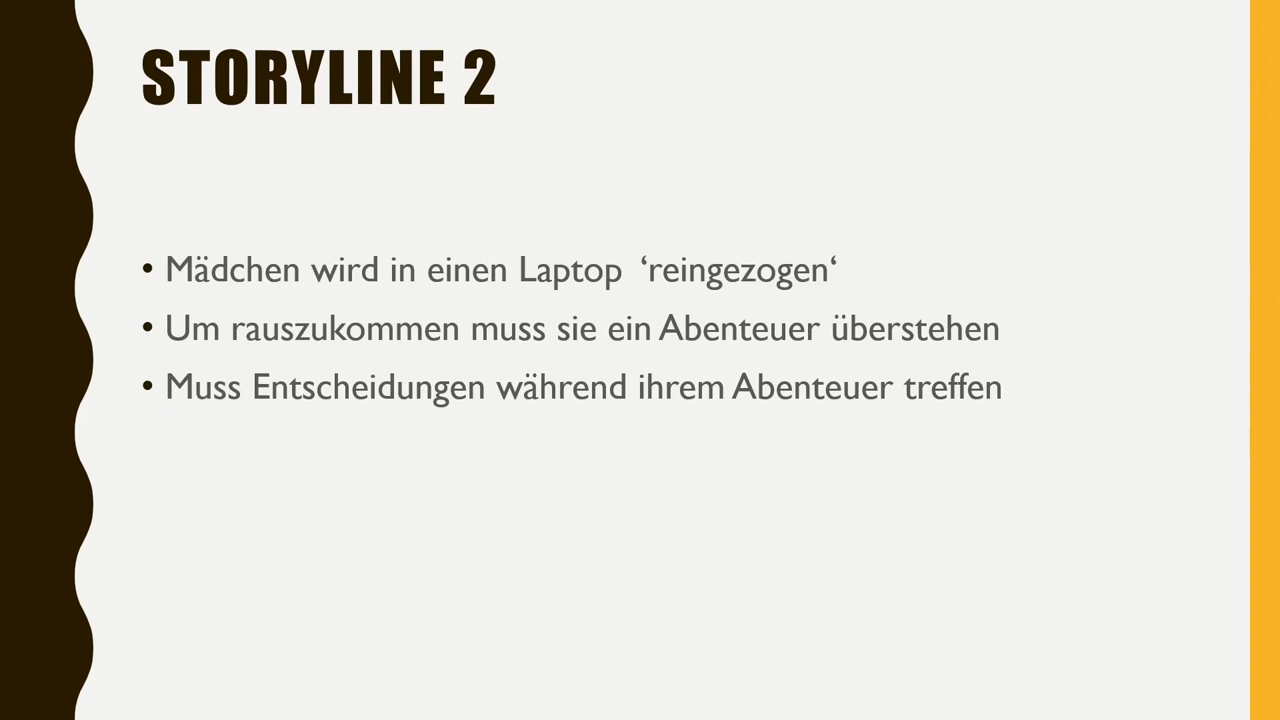 STORYLINE 2
• Mädchen wird in einen Laptop ‘reingezogen‘
• Um rauszukommen muss sie ein Abenteuer überstehen
• Muss Entscheidungen während ihrem Abenteuer treffen